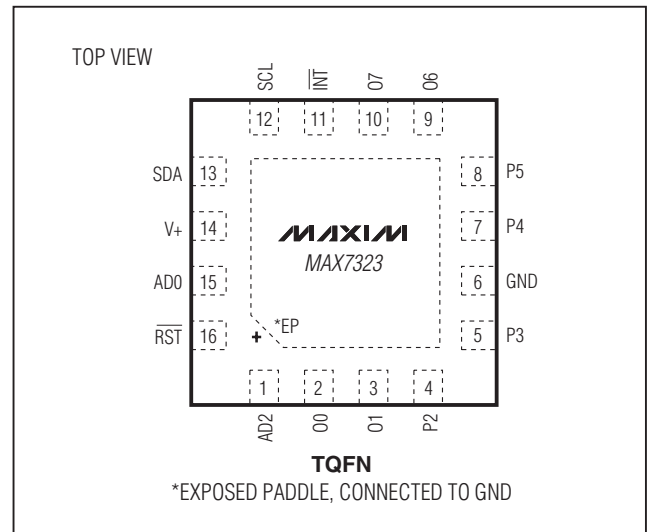 TOP VIEW
SCL
INT
O7
O6
12
11
10
9
SDA
13
8
P5
V+
14
MAXIM
7
P4
MAX7323
AD0
15
6
GND
RST
16
+
*EP
5
P3
1
2
3
4
AD2
O0
O1
P2
TQFN
*EXPOSED PADDLE, CONNECTED TO GND